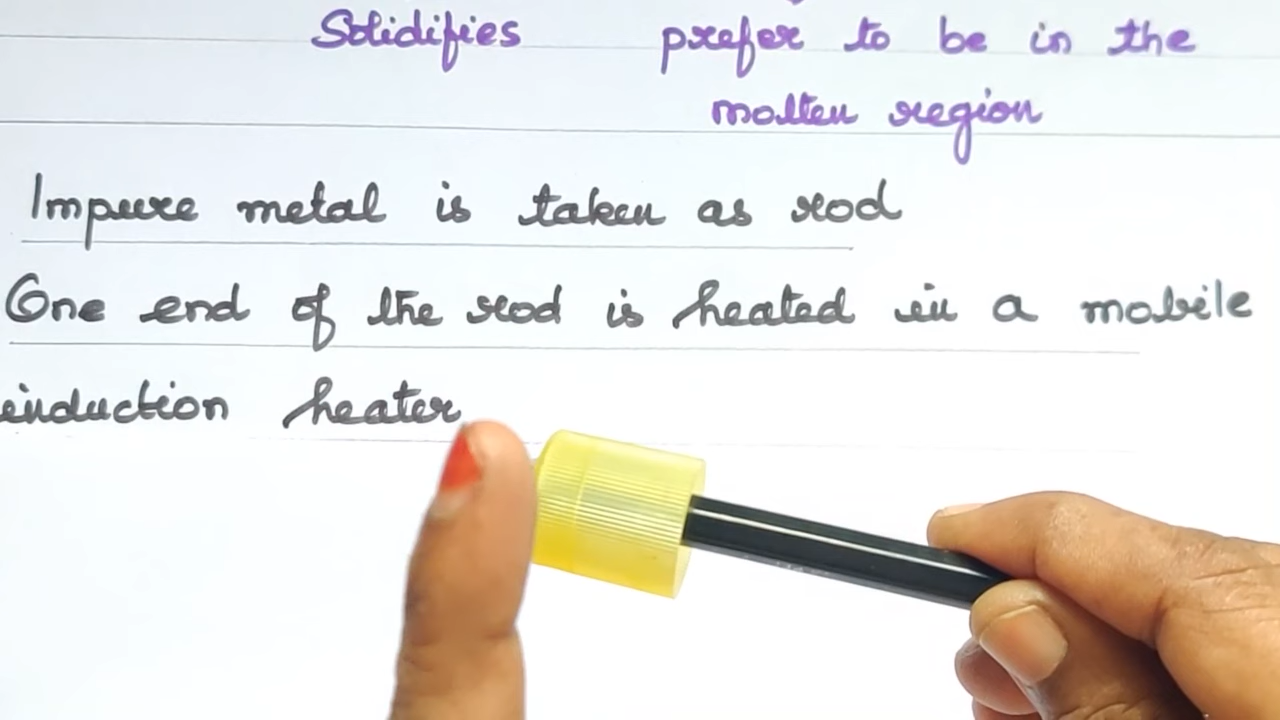 Solidifies prefer to be in the
molten region
Impure metal is taken as rod
One end of the rod is heated in a mobile
induction heater